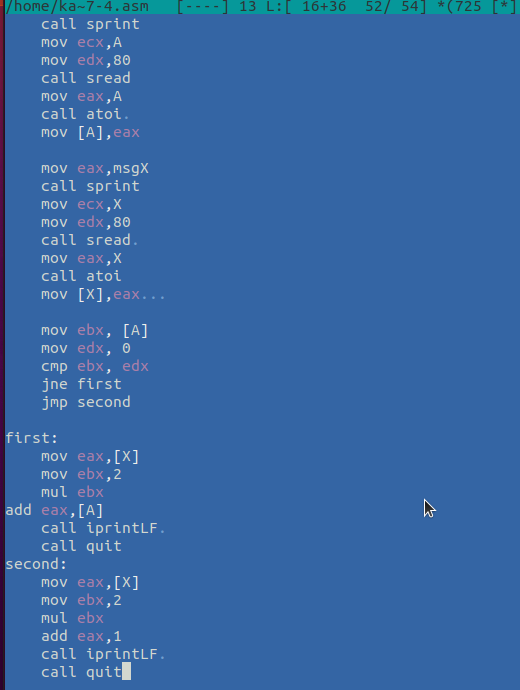 /home/ka~7-4.asm   [----] 13 L:[ 16+36  52/ 54] *(725 [*]
    call sprint
    mov ecx,A
    mov edx,80
    call sread
    mov eax,A
    call atoi.
    mov [A],eax

    mov eax,msgX
    call sprint
    mov ecx,X
    mov edx,80
    call sread.
    mov eax,X
    call atoi
    mov [X],eax...

    mov ebx, [A]
    mov edx, 0
    cmp ebx, edx
    jne first
    jmp second

first:
    mov eax,[X]
    mov ebx,2
    mul ebx
add eax,[A]
    call iprintLF.
    call quit
second:
    mov eax,[X]
    mov ebx,2
    mul ebx
    add eax,1
    call iprintLF.
    call quit